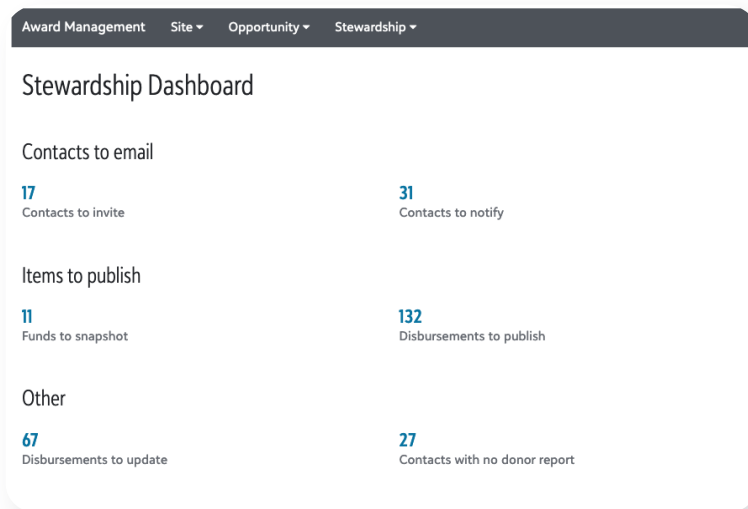 Award Management Site Opportunity Stewardship
Stewardship Dashboard
Contacts to email
17 31
Contacts to invite Contacts to notify
Items to publish
11 132
Funds to snapshot Disbursements to publish
Other
67 27
Disbursements to update Contacts with no donor report